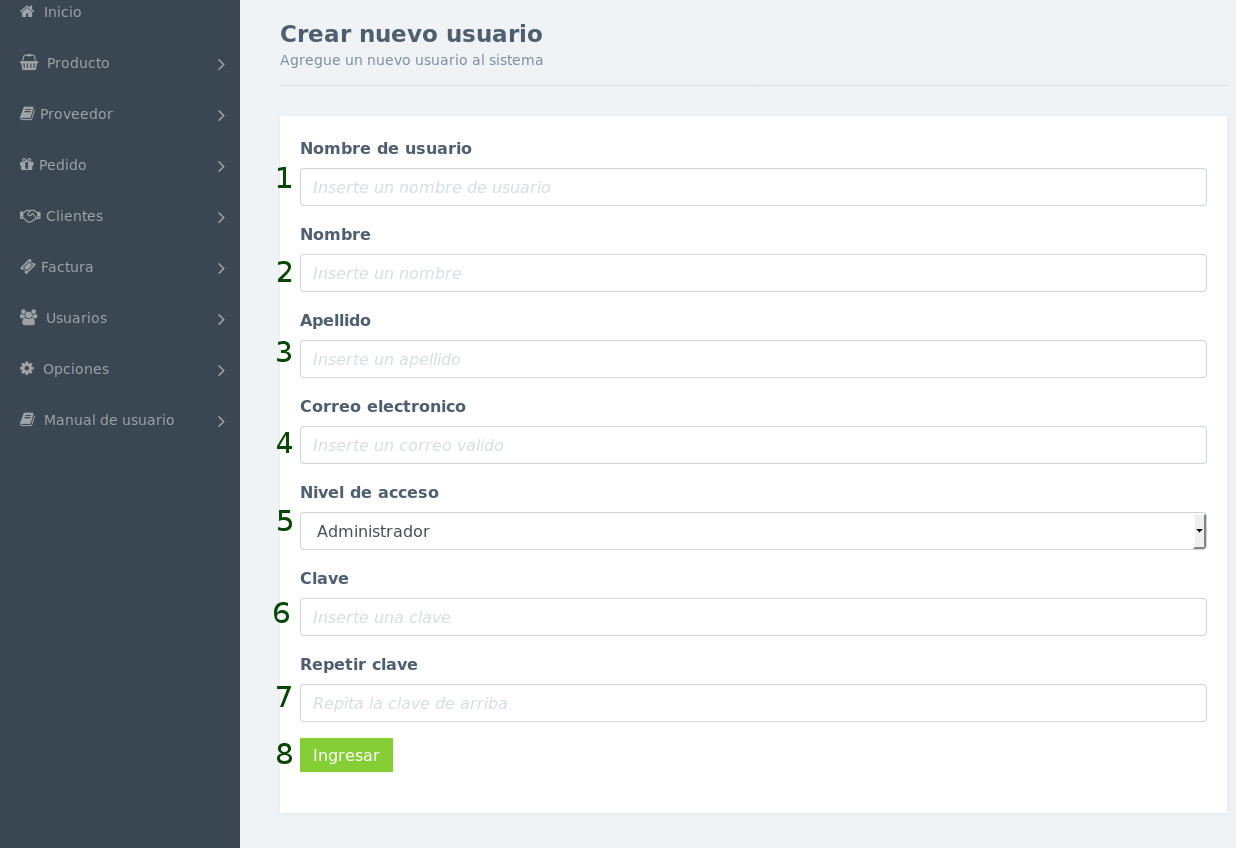 Inicio
Producto
Proveedor
Pedido
Clientes
Factura
Usuarios
Opciones
Manual de usuario
Crear nuevo usuario
Agregue un nuevo usuario al sistema
Nombre de usuario
1 Inserte un nombre de usuario
Nombre
2 Inserte un nombre
Apellido
3 Inserte un apellido
Correo electronico
4 Inserte un correo valido
Nivel de acceso
5 Administrador
Clave
6 Inserte una clave
Repetir clave
7 Repita la clave de arriba
8 Ingresar